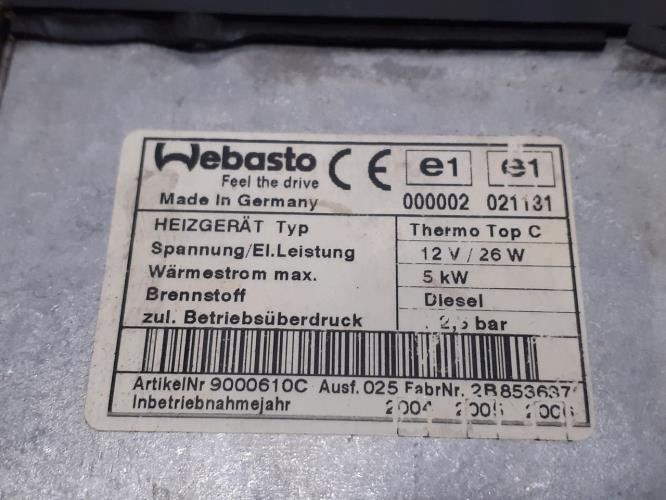 Webasto CE e1 e1
Feel the drive
Made In Germany 000002 021131
HEIZGERÄT Typ Thermo Top C
Spannung/El.Leistung 12 V / 26 W
Wärmestrom max. 5 kW
Brennstoff Diesel
zul. Betriebsüberdruck 2,5 bar
ArtikelNr 9000610C Ausf. 025 FabrNr.
Inbetriebnahmejahr 2004 2005 2006